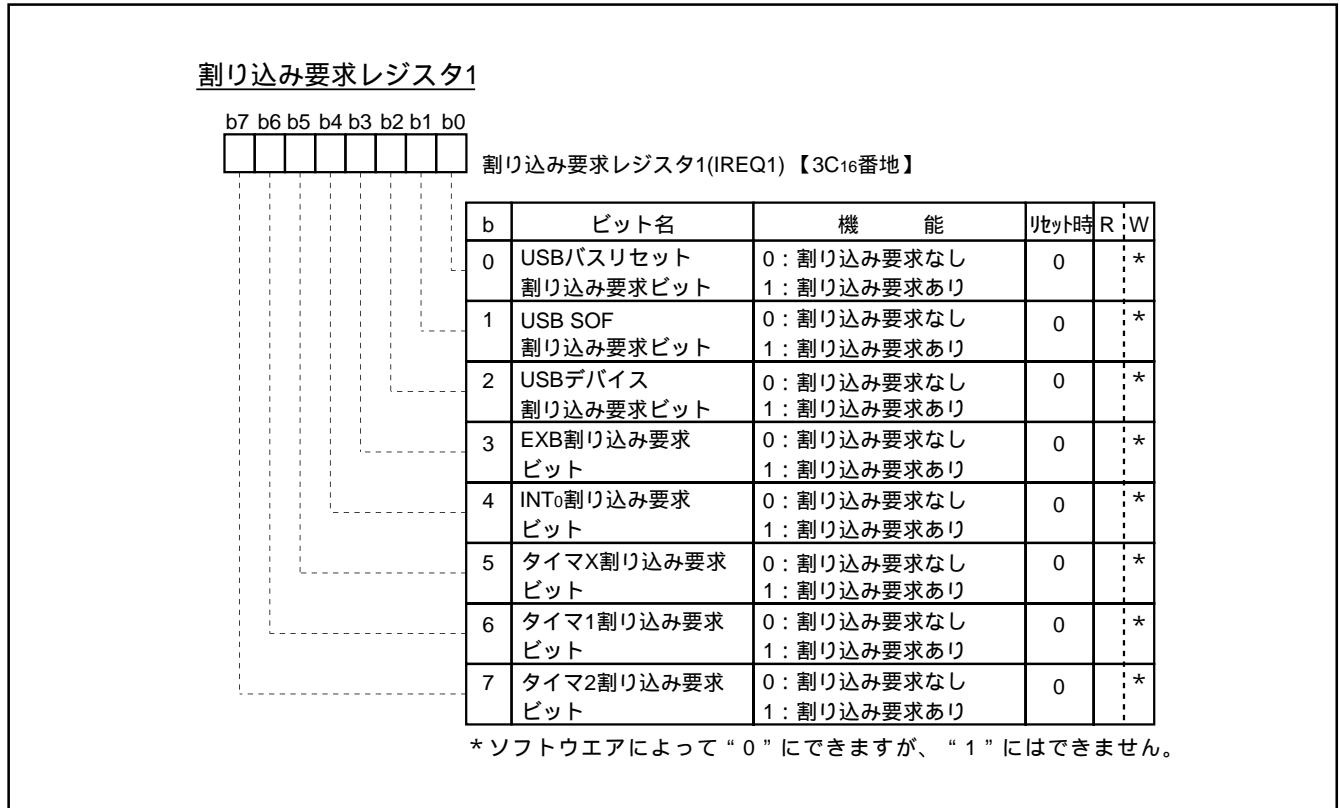 割り込み要求レジスタ1
b7 b6 b5 b4 b3 b2 b1 b0
割り込み要求レジスタ1(IREQ1)【3C16番地】
b ビット名 機 能 リセット時 R W
0 USBバスリセット 0：割り込み要求なし 0 *
割り込み要求ビット 1：割り込み要求あり
1 USB SOF 0：割り込み要求なし 0 *
割り込み要求ビット 1：割り込み要求あり
2 USBデバイス 0：割り込み要求なし 0 *
割り込み要求ビット 1：割り込み要求あり
3 EXB割り込み要求 0：割り込み要求なし 0 *
ビット 1：割り込み要求あり
4 INT0割り込み要求 0：割り込み要求なし 0 *
ビット 1：割り込み要求あり
5 タイマX割り込み要求 0：割り込み要求なし 0 *
ビット 1：割り込み要求あり
6 タイマ1割り込み要求 0：割り込み要求なし 0 *
ビット 1：割り込み要求あり
7 タイマ2割り込み要求 0：割り込み要求なし 0 *
ビット 1：割り込み要求あり
*ソフトウエアによって“0”にできますが、“1”にはできません。